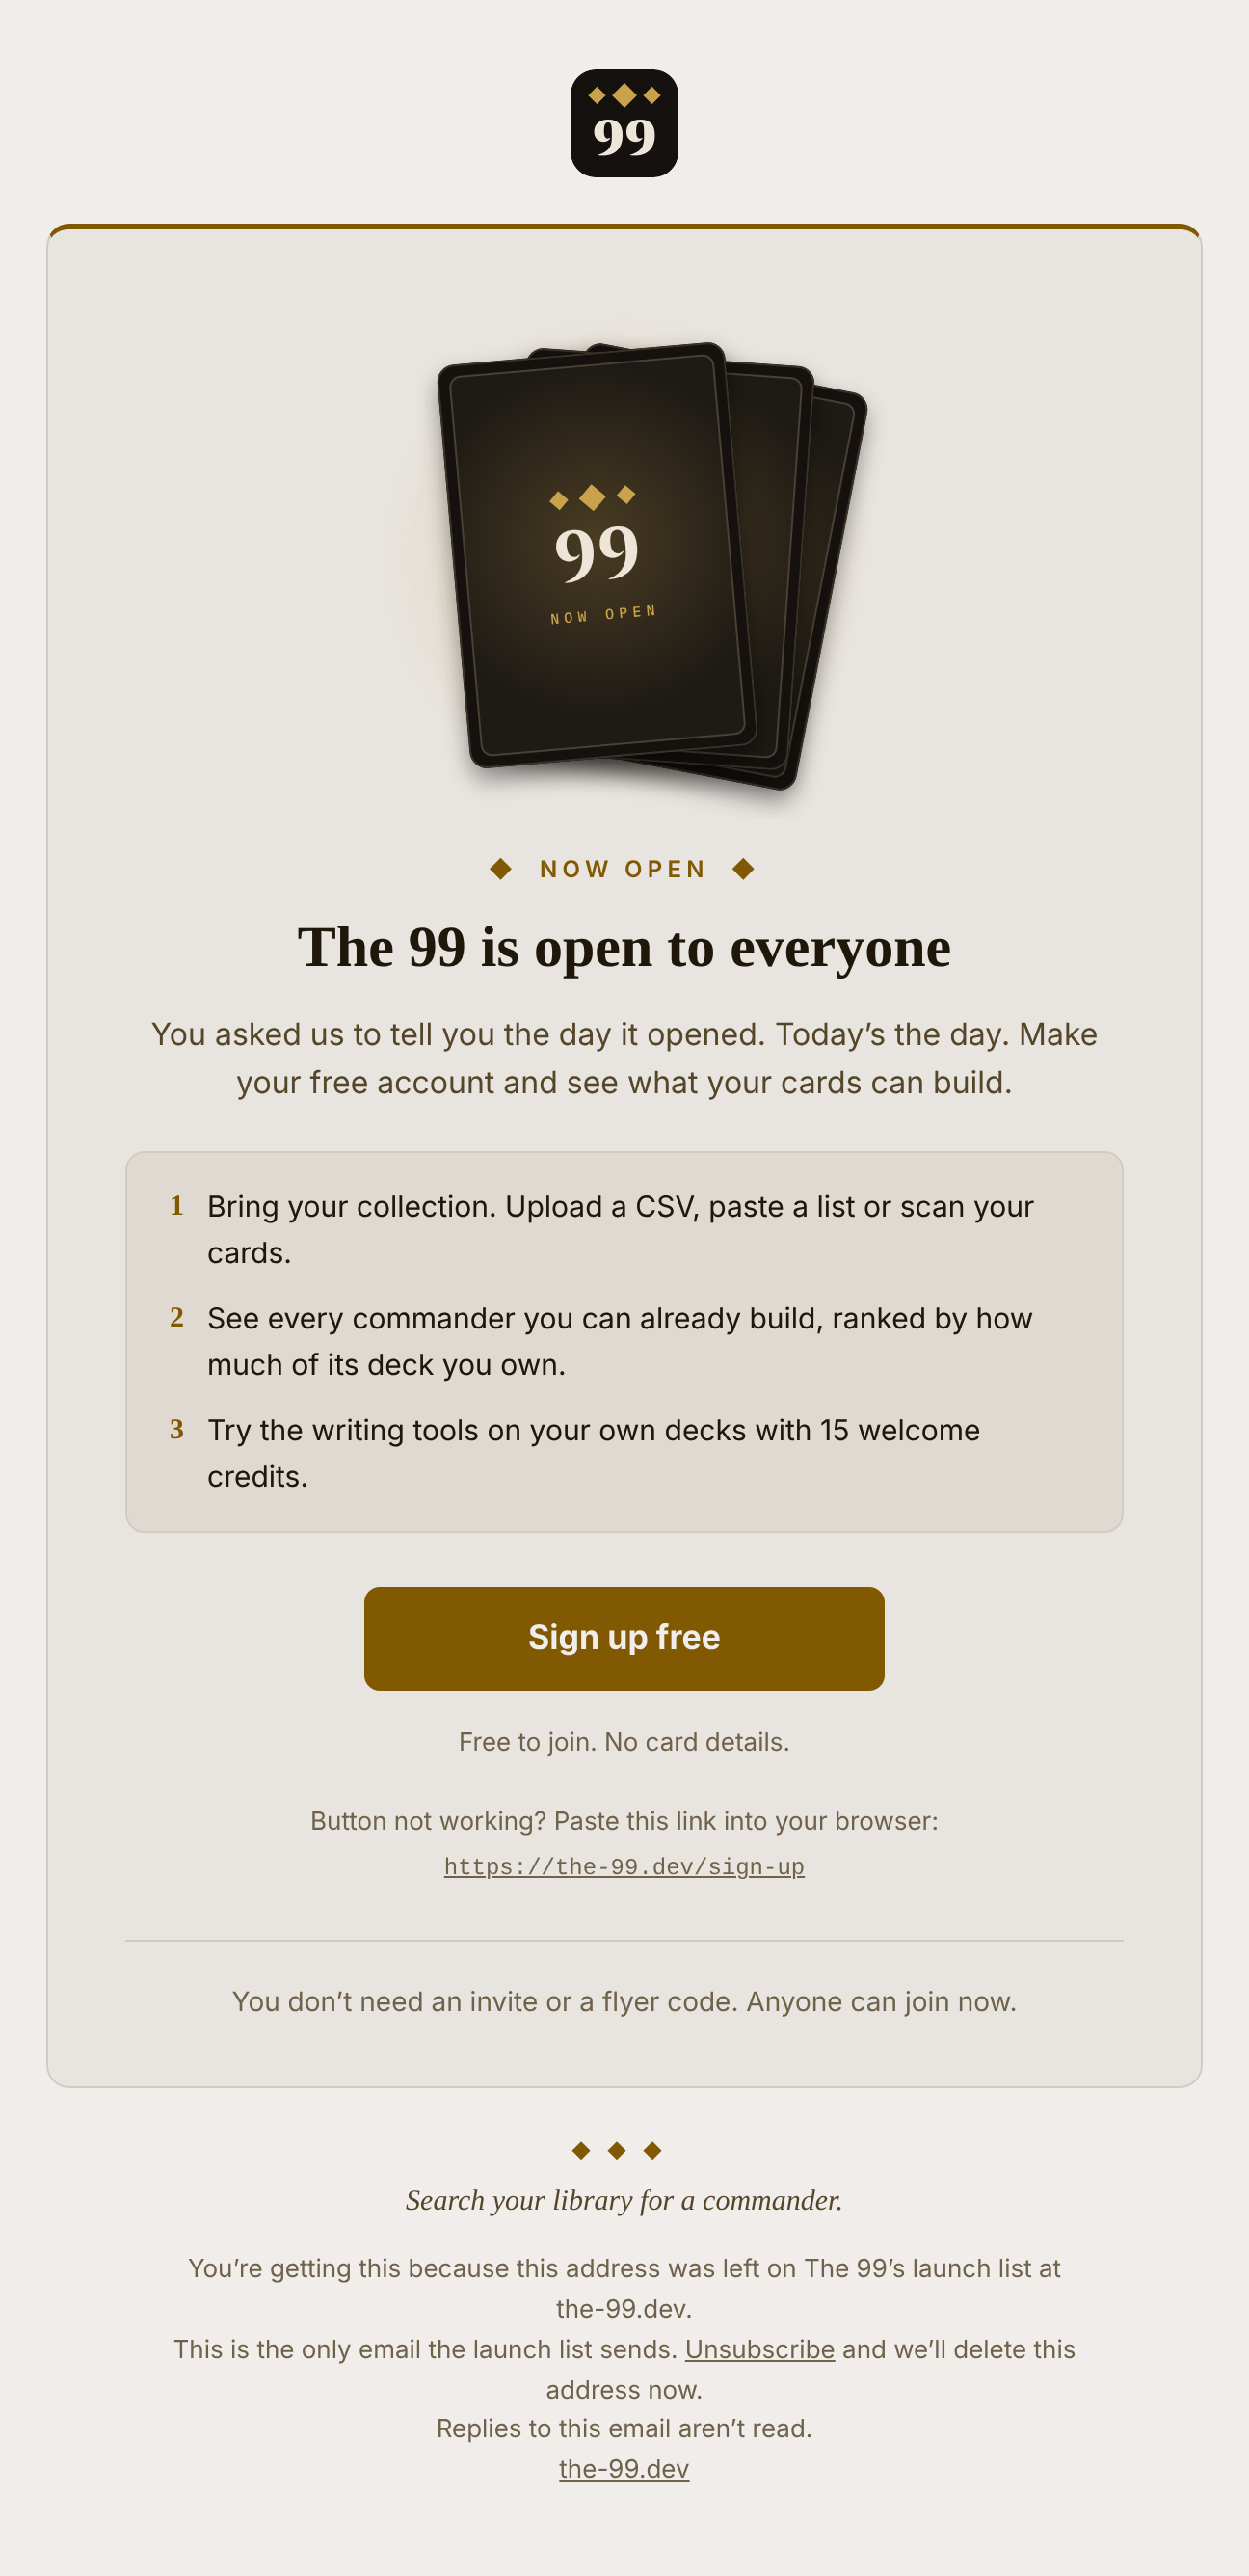 99
99
NOW OPEN
NOW OPEN
The 99 is open to everyone
You asked us to tell you the day it opened. Today’s the day. Make
your free account and see what your cards can build.
1 Bring your collection. Upload a CSV, paste a list or scan your
cards.
2 See every commander you can already build, ranked by how
much of its deck you own.
3 Try the writing tools on your own decks with 15 welcome
credits.
Sign up free
Free to join. No card details.
Button not working? Paste this link into your browser:
https://the-99.dev/sign-up
You don’t need an invite or a flyer code. Anyone can join now.
Search your library for a commander.
You’re getting this because this address was left on The 99’s launch list at
the-99.dev.
This is the only email the launch list sends. Unsubscribe and we’ll delete this
address now.
Replies to this email aren’t read.
the-99.dev